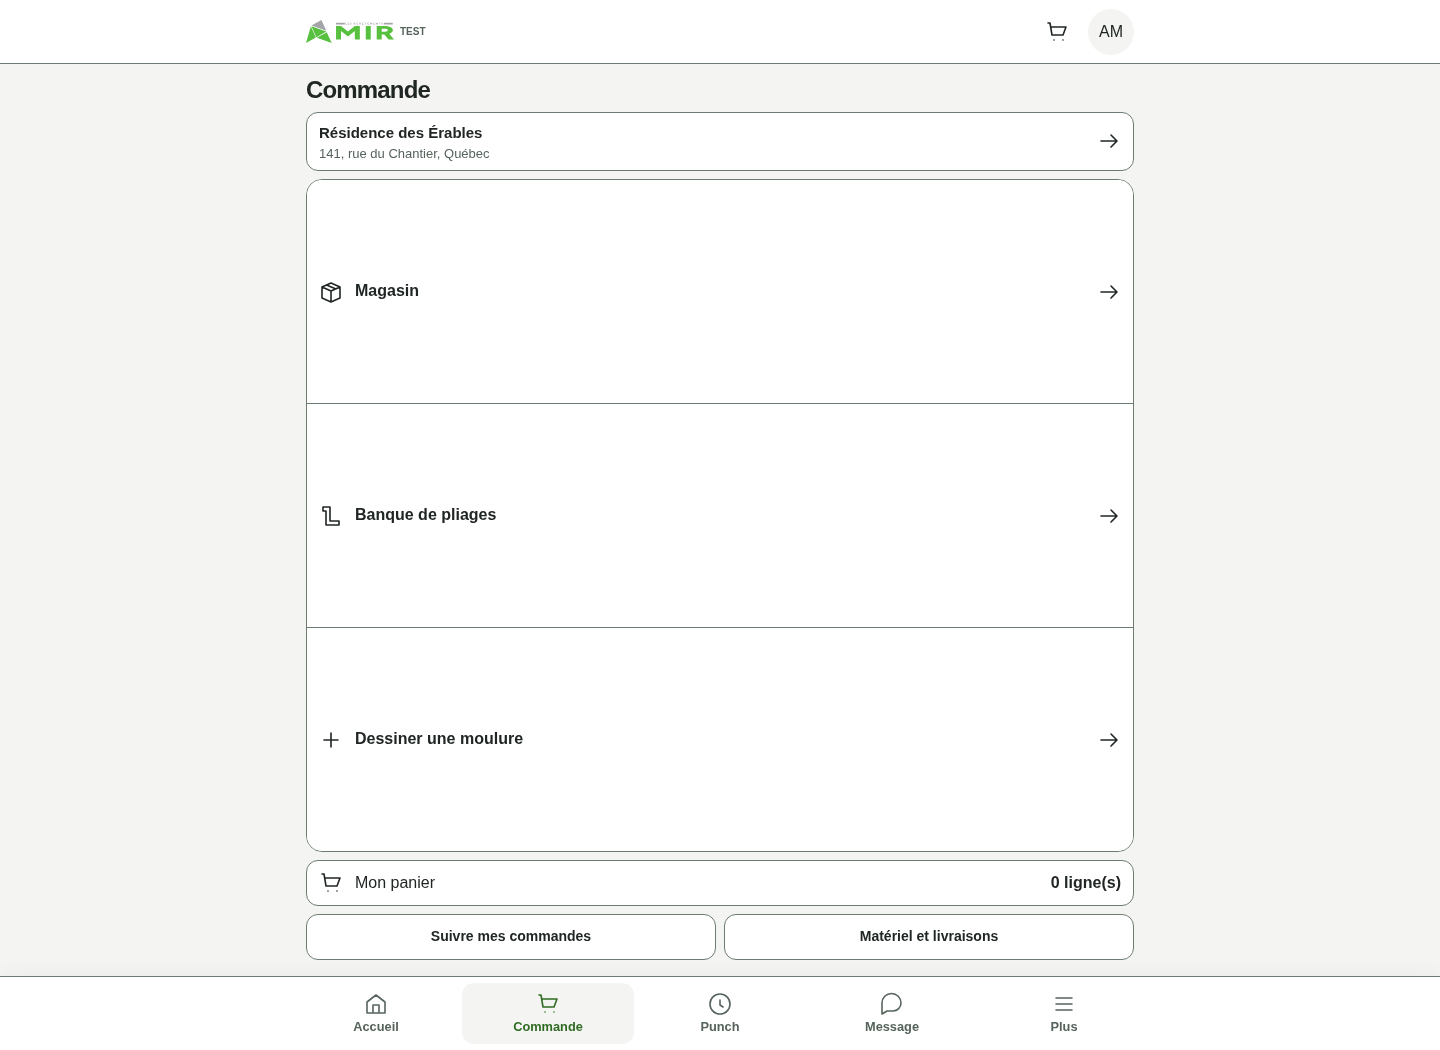 AMIR TEST
AM
Commande
Résidence des Érables
141, rue du Chantier, Québec
Magasin
Banque de pliages
Dessiner une moulure
Mon panier
0 ligne(s)
Suivre mes commandes
Matériel et livraisons
Accueil
Commande
Punch
Message
Plus